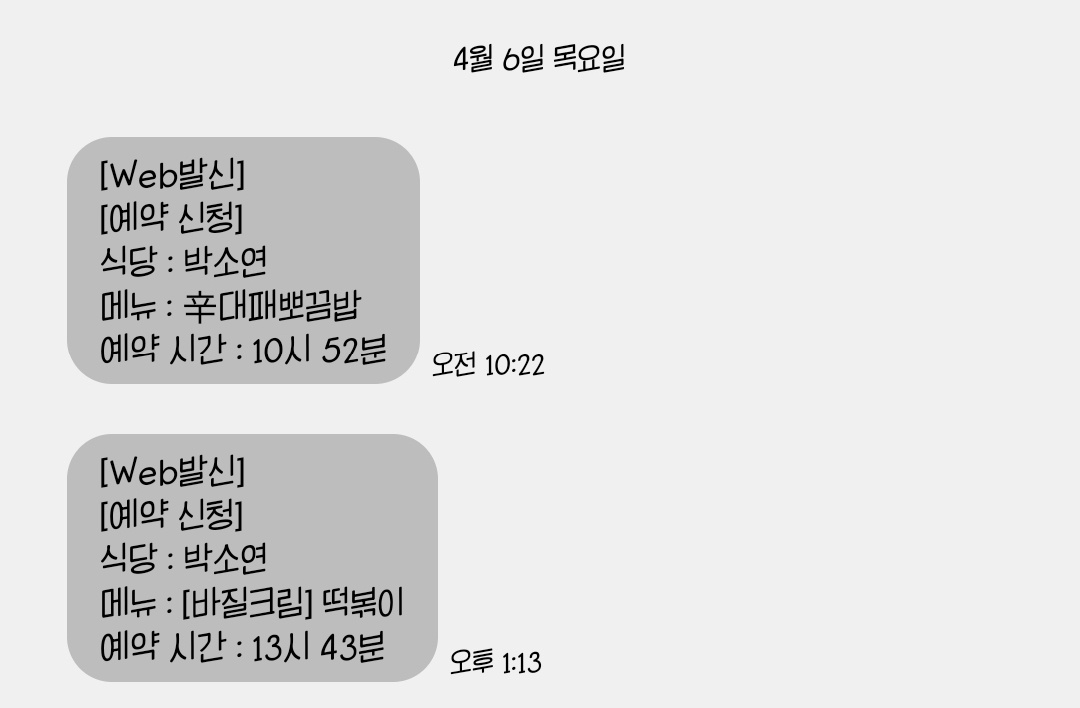 4월 6일 목요일
[Web발신]
[예약 신청]
식당 : 박소연
메뉴 : 辛대패뽀끔밥
예약 시간 : 10시 52분
오전 10:22
[Web발신]
[예약 신청]
식당 : 박소연
메뉴 : [바질크림] 떡볶이
예약 시간 : 13시 43분
오후 1:13